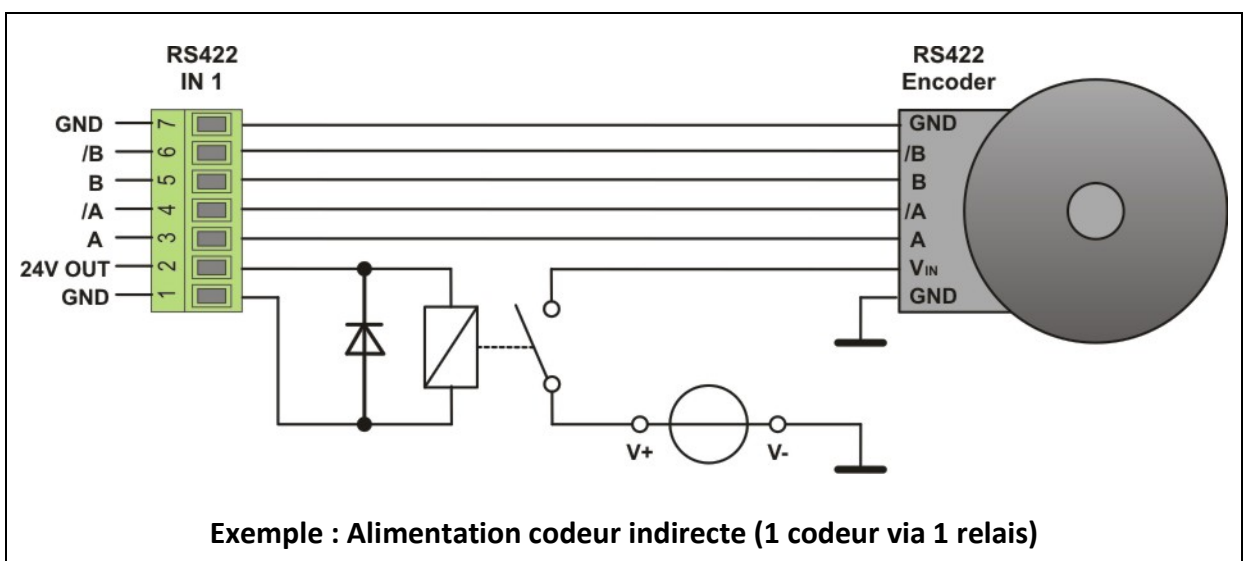 RS422
IN 1
RS422
Encoder
GND 7 GND
/B 6 /B
B 5 B
/A 4 /A
A 3 A
24V OUT 2 VIN
GND 1 GND
V+ V-
Exemple : Alimentation codeur indirecte (1 codeur via 1 relais)